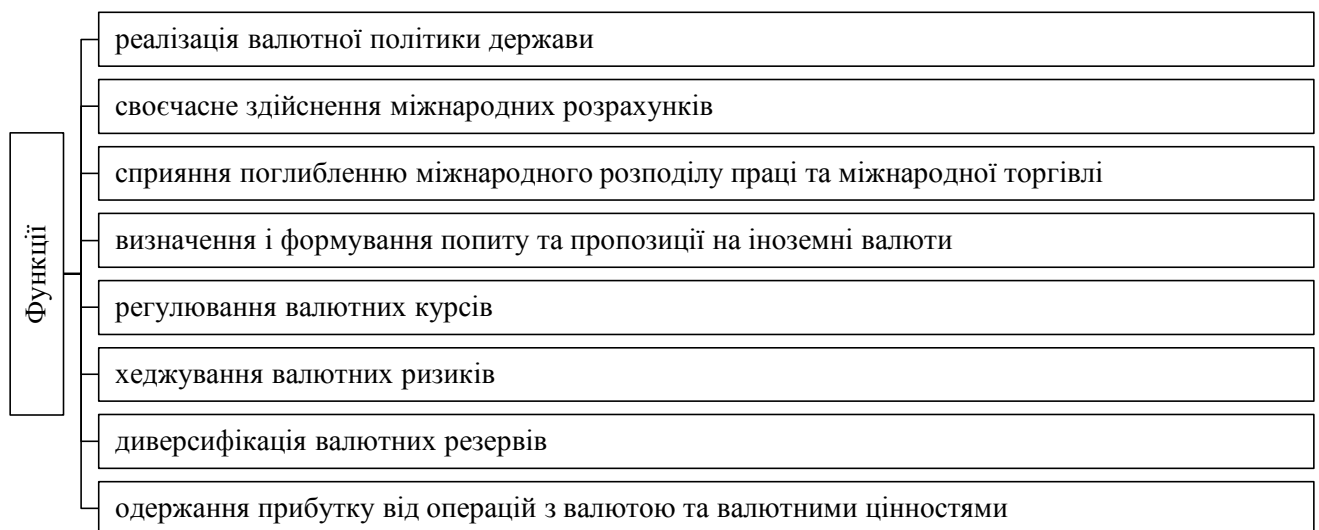 Функції
реалізація валютної політики держави
своєчасне здійснення міжнародних розрахунків
сприяння поглибленню міжнародного розподілу праці та міжнародної торгівлі
визначення і формування попиту та пропозиції на іноземні валюти
регулювання валютних курсів
хеджування валютних ризиків
диверсифікація валютних резервів
одержання прибутку від операцій з валютою та валютними цінностями